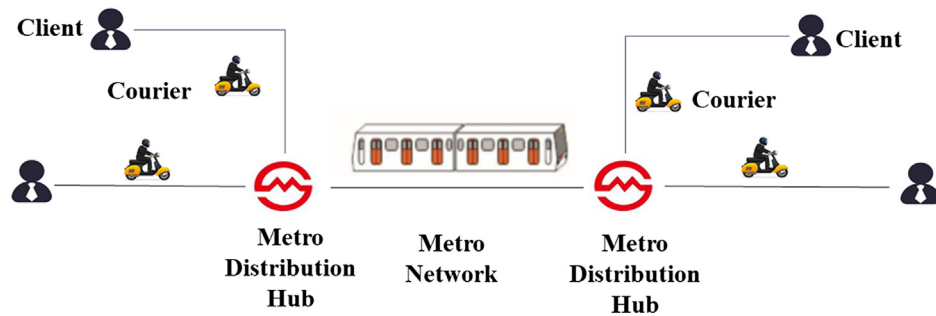 Client
Client
Courier
Courier
Metro
Distribution
Hub
Metro
Network
Metro
Distribution
Hub